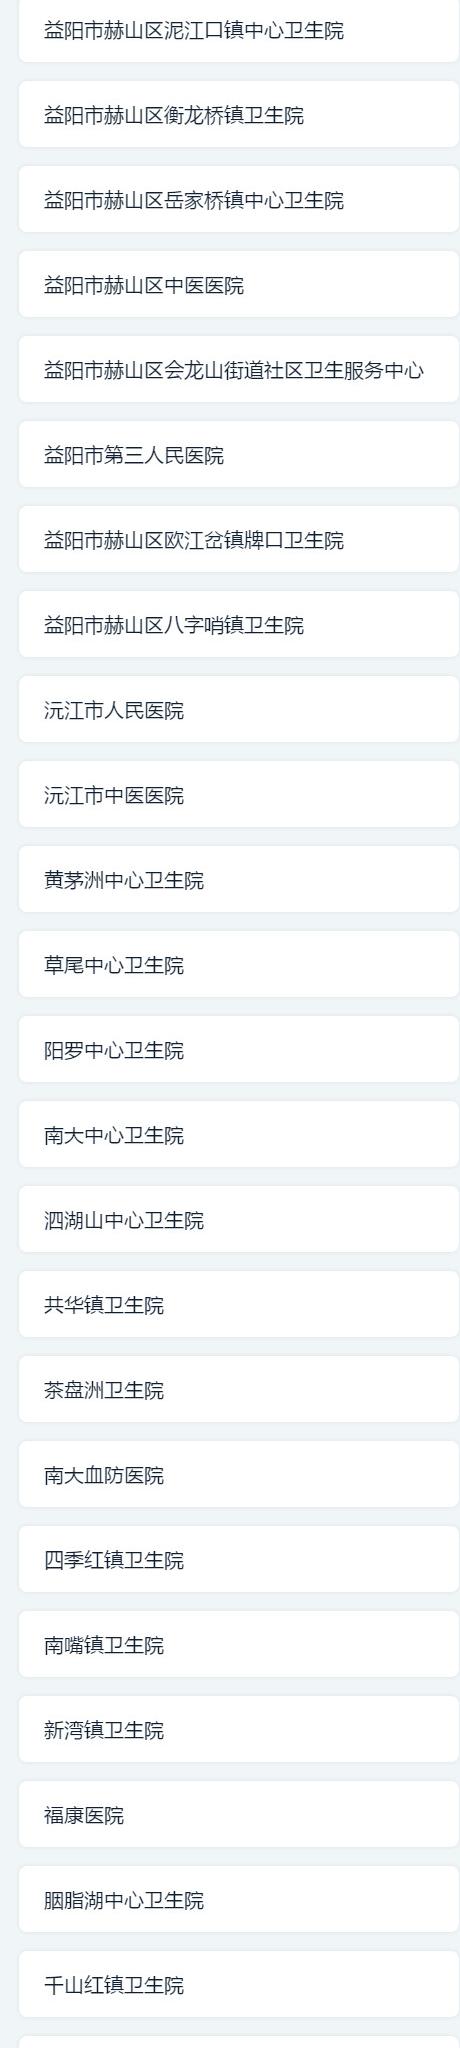 益阳市赫山区泥江口镇中心卫生院
益阳市赫山区衡龙桥镇卫生院
益阳市赫山区岳家桥镇中心卫生院
益阳市赫山区中医医院
益阳市赫山区会龙山街道社区卫生服务中心
益阳市第三人民医院
益阳市赫山区欧江岔镇牌口卫生院
益阳市赫山区八字哨镇卫生院
沅江市人民医院
沅江市中医医院
黄茅洲中心卫生院
草尾中心卫生院
阳罗中心卫生院
南大中心卫生院
泗湖山中心卫生院
共华镇卫生院
茶盘洲卫生院
南大血防医院
四季红镇卫生院
南嘴镇卫生院
新湾镇卫生院
福康医院
胭脂湖中心卫生院
千山红镇卫生院